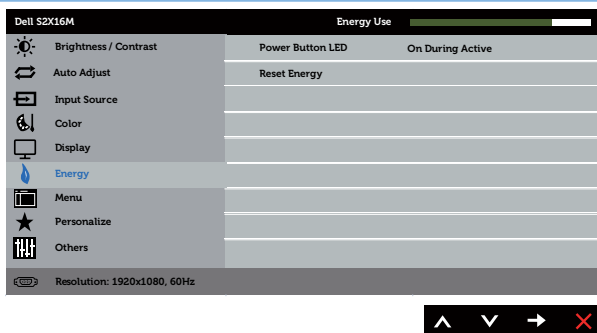 Dell S2X16M Energy Use
Brightness / Contrast Power Button LED On During Active
Auto Adjust Reset Energy
Input Source
Color
Display
Energy
Menu
Personalize
Others
Resolution: 1920x1080, 60Hz